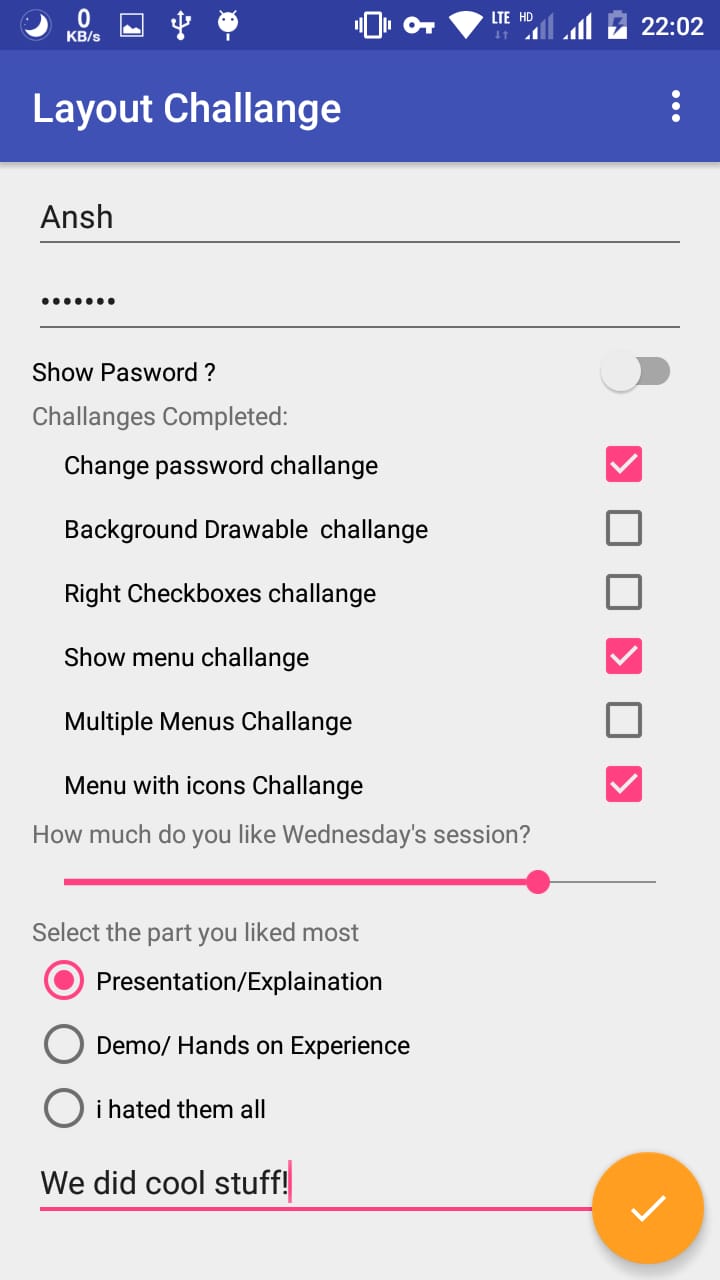 0 KB/s LTE HD 22:02
Layout Challange
Ansh
•••••••
Show Pasword ?
Challanges Completed:
Change password challange
Background Drawable  challange
Right Checkboxes challange
Show menu challange
Multiple Menus Challange
Menu with icons Challange
How much do you like Wednesday's session?
Select the part you liked most
Presentation/Explaination
Demo/ Hands on Experience
i hated them all
We did cool stuff!